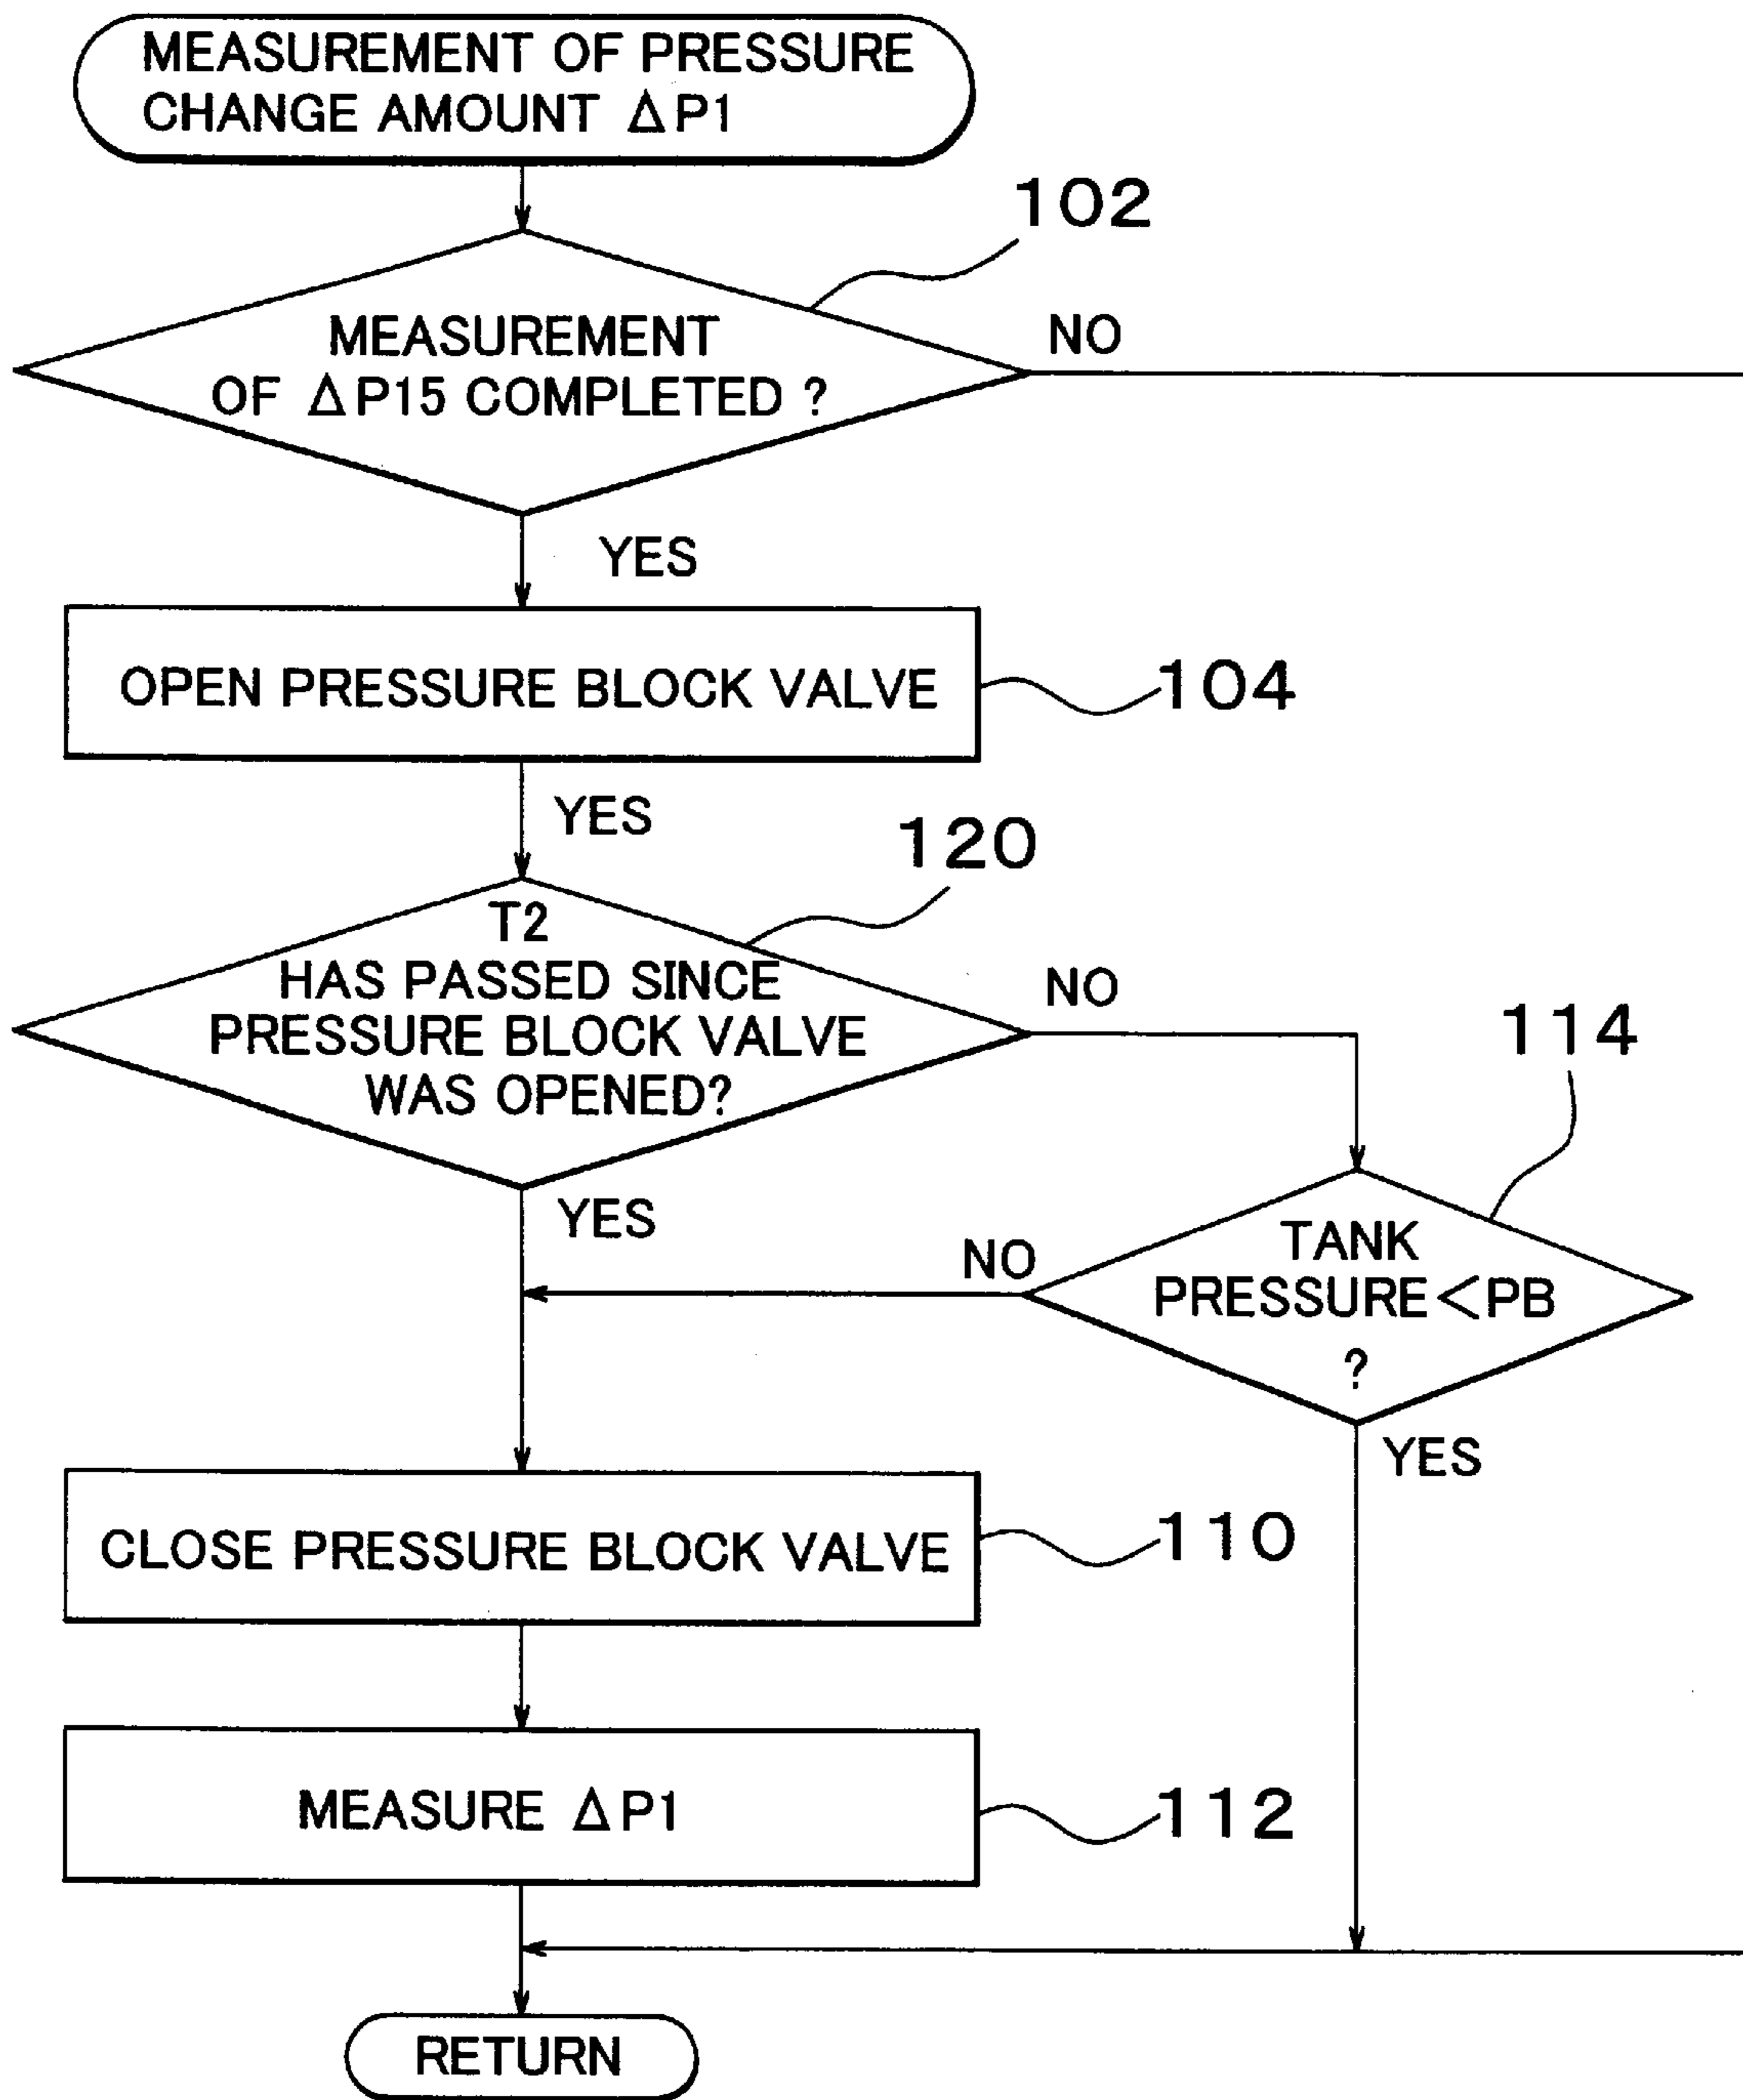 MEASUREMENT OF PRESSURE
CHANGE AMOUNT ΔP1
102
MEASUREMENT
OF ΔP15 COMPLETED ?
NO
YES
OPEN PRESSURE BLOCK VALVE
104
YES
120
T2
HAS PASSED SINCE
PRESSURE BLOCK VALVE
WAS OPENED?
NO
114
YES
NO
TANK
PRESSURE<PB
?
YES
CLOSE PRESSURE BLOCK VALVE
110
MEASURE ΔP1
112
RETURN